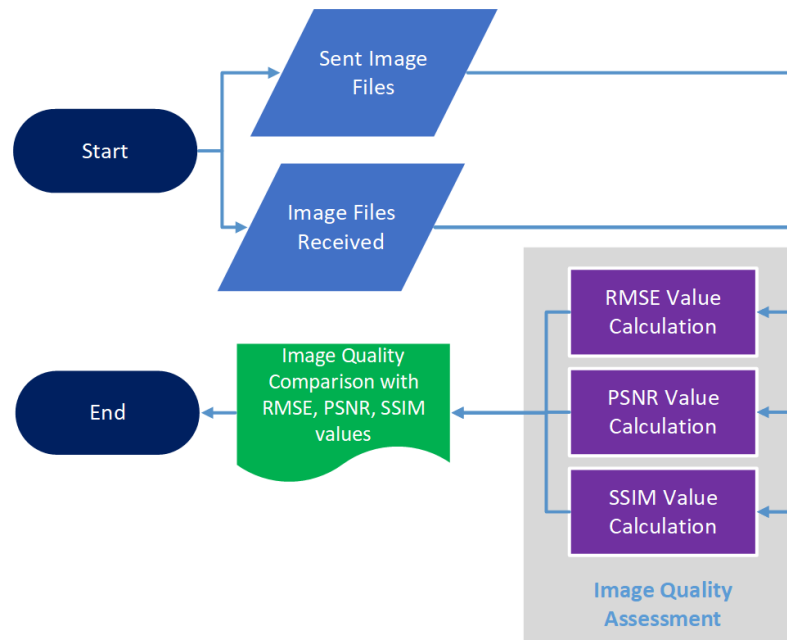 Sent Image
Files
Start
Image Files
Received
RMSE Value
Calculation
Image Quality
Comparison with
RMSE, PSNR, SSIM
values
End
PSNR Value
Calculation
SSIM Value
Calculation
Image Quality
Assessment